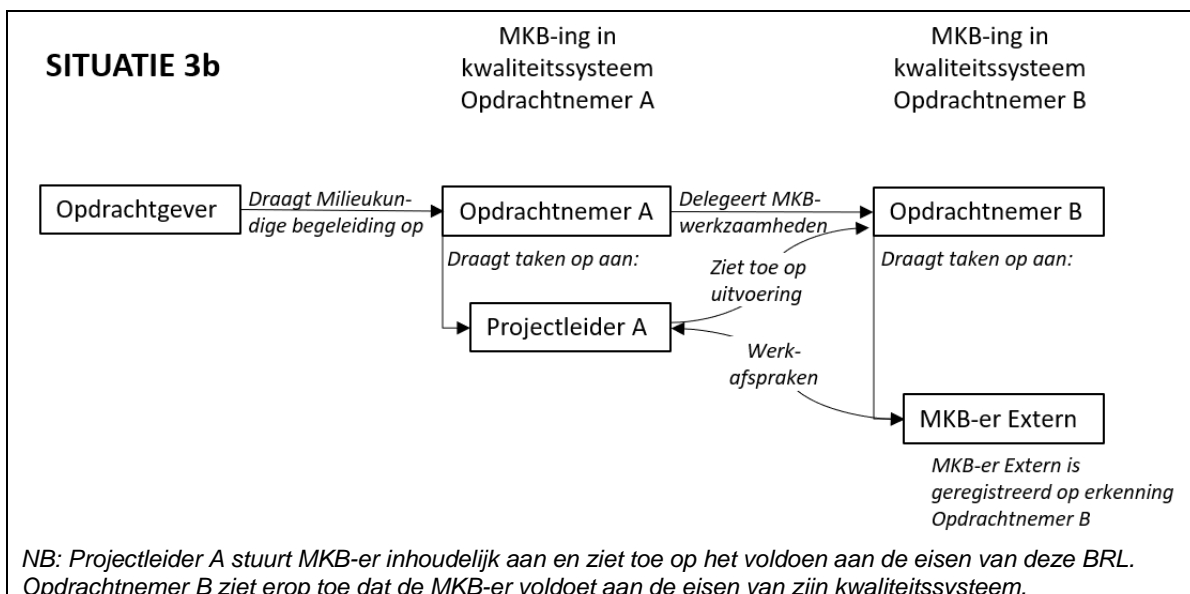 SITUATIE 3b
MKB-ing in
kwaliteitssysteem
Opdrachtnemer A
MKB-ing in
kwaliteitssysteem
Opdrachtnemer B
Opdrachtgever
Draagt Milieukun-
dige begeleiding op
Opdrachtnemer A
Delegeert MKB-
werkzaamheden
Opdrachtnemer B
Draagt taken op aan:
Ziet toe op
uitvoering
Draagt taken op aan:
Projectleider A
Werk-
afspraken
MKB-er Extern
MKB-er Extern is
geregistreerd op erkenning
Opdrachtnemer B
NB: Projectleider A stuurt MKB-er inhoudelijk aan en ziet toe op het voldoen aan de eisen van deze BRL.
Opdrachtnemer B ziet erop toe dat de MKB-er voldoet aan de eisen van zijn kwaliteitssysteem.